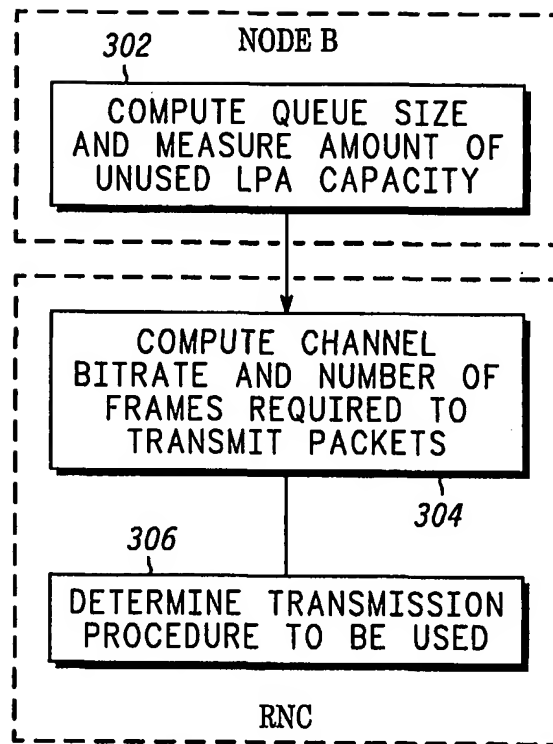 NODE B
302
COMPUTE QUEUE SIZE
AND MEASURE AMOUNT OF
UNUSED LPA CAPACITY
COMPUTE CHANNEL
BITRATE AND NUMBER OF
FRAMES REQUIRED TO
TRANSMIT PACKETS
304
306
DETERMINE TRANSMISSION
PROCEDURE TO BE USED
RNC